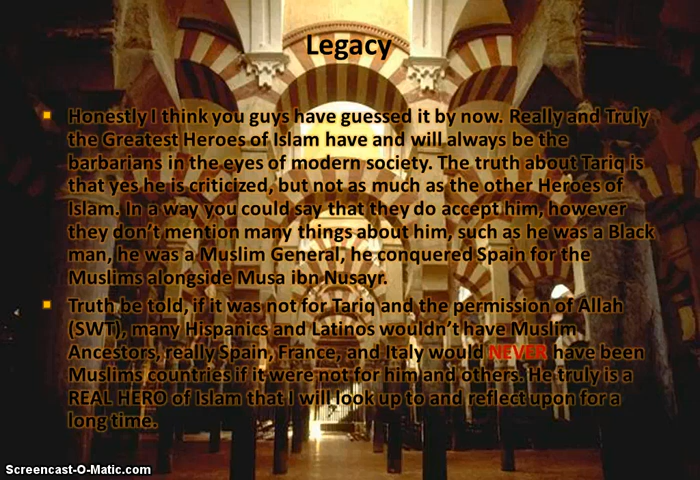 Legacy
Honestly I think you guys have guessed it by now. Really and Truly
the Greatest Heroes of Islam have and will always be the
barbarians in the eyes of modern society. The truth about Tariq is
that yes he is criticized, but not as much as the other Heroes of
Islam. In a way you could say that they do accept him, however
they don't mention many things about him, such as he was a Black
man, he was a Muslim General, he conquered Spain for the
Muslims alongside Musa ibn Nusayr.
Truth be told, if it was not for Tariq and the permission of Allah
(SWT), many Hispanics and Latinos wouldn't have Muslim
Ancestors, really Spain, France, and Italy would NEVER have been
Muslims countries if it were not for him and others. He truly is a
REAL HERO of Islam that I will look up to and reflect upon for a
long time.
Screencast-O-Matic.com